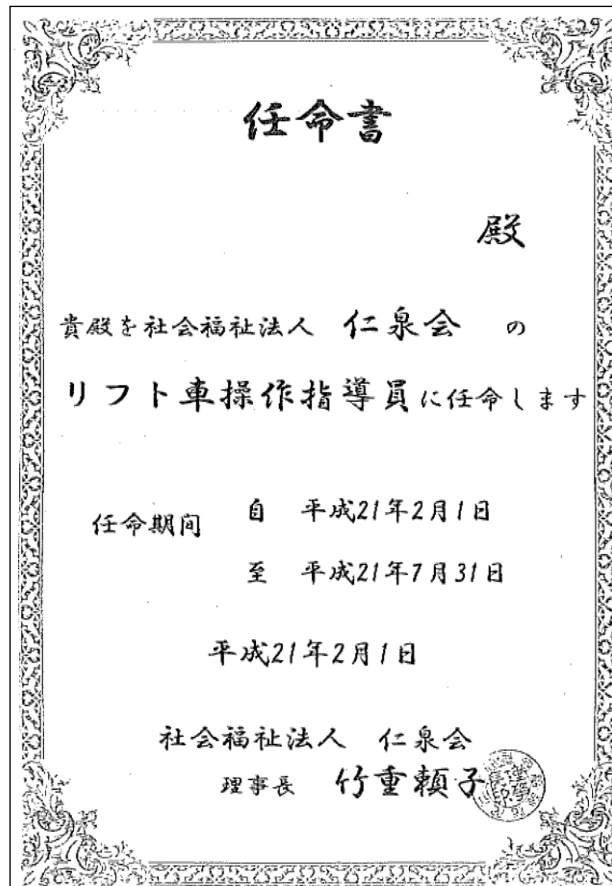 任命書
殿
貴殿を社会福祉法人 仁泉会 の
リフト車操作指導員に任命します
任命期間 自 平成21年2月1日
至 平成21年7月31日
平成21年2月1日
社会福祉法人 仁泉会
理事長 竹重頼子